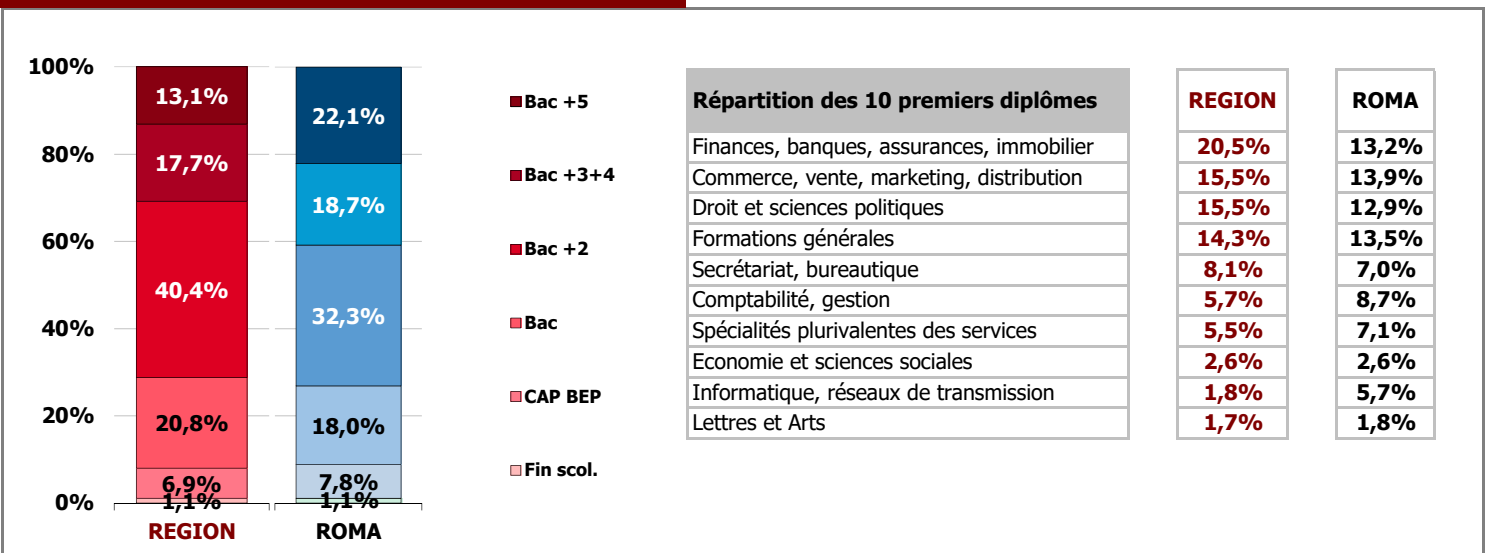 100%
80%
60%
40%
20%
0%
13,1%
17,7%
40,4%
20,8%
6,9%
1,1%
REGION
22,1%
18,7%
32,3%
18,0%
7,8%
1,1%
ROMA
Bac +5
Bac +3+4
Bac +2
Bac
CAP BEP
Fin scol.
Répartition des 10 premiers diplômes REGION ROMA
Finances, banques, assurances, immobilier 20,5% 13,2%
Commerce, vente, marketing, distribution 15,5% 13,9%
Droit et sciences politiques 15,5% 12,9%
Formations générales 14,3% 13,5%
Secrétariat, bureautique 8,1% 7,0%
Comptabilité, gestion 5,7% 8,7%
Spécialités plurivalentes des services 5,5% 7,1%
Economie et sciences sociales 2,6% 2,6%
Informatique, réseaux de transmission 1,8% 5,7%
Lettres et Arts 1,7% 1,8%